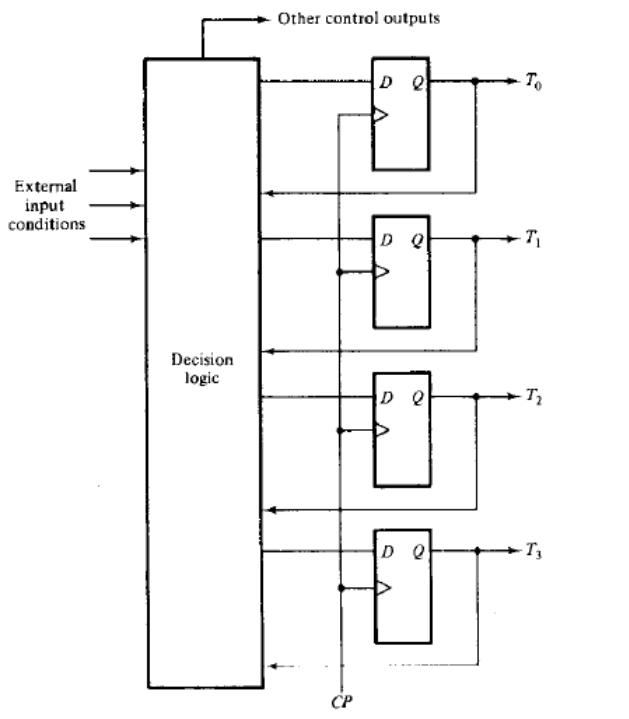 Other control outputs
D Q
T0
External
input
conditions
D Q
T1
Decision
logic
D Q
T2
D Q
T3
CP